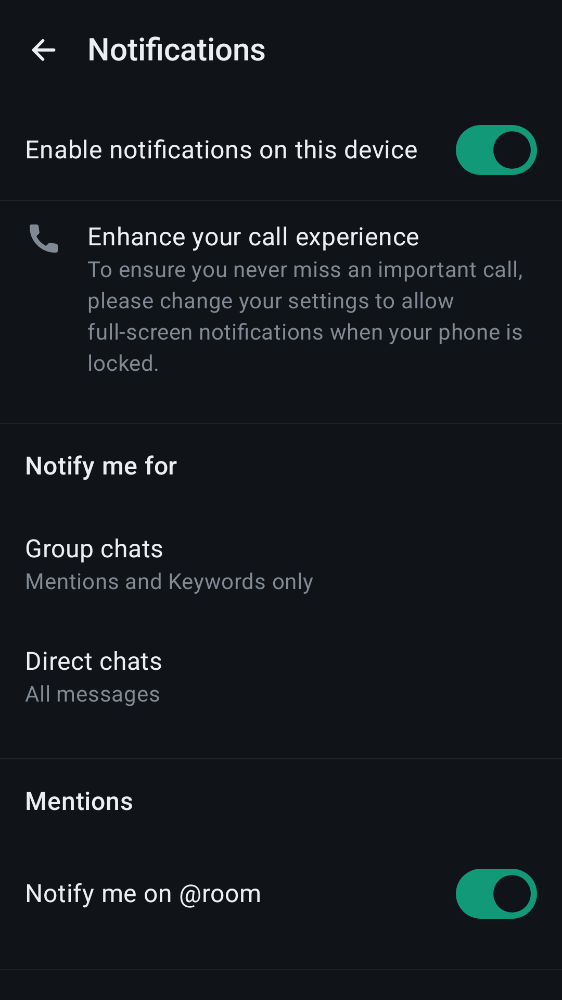 Notifications
Enable notifications on this device
Enhance your call experience
To ensure you never miss an important call,
please change your settings to allow
full-screen notifications when your phone is
locked.
Notify me for
Group chats
Mentions and Keywords only
Direct chats
All messages
Mentions
Notify me on @room